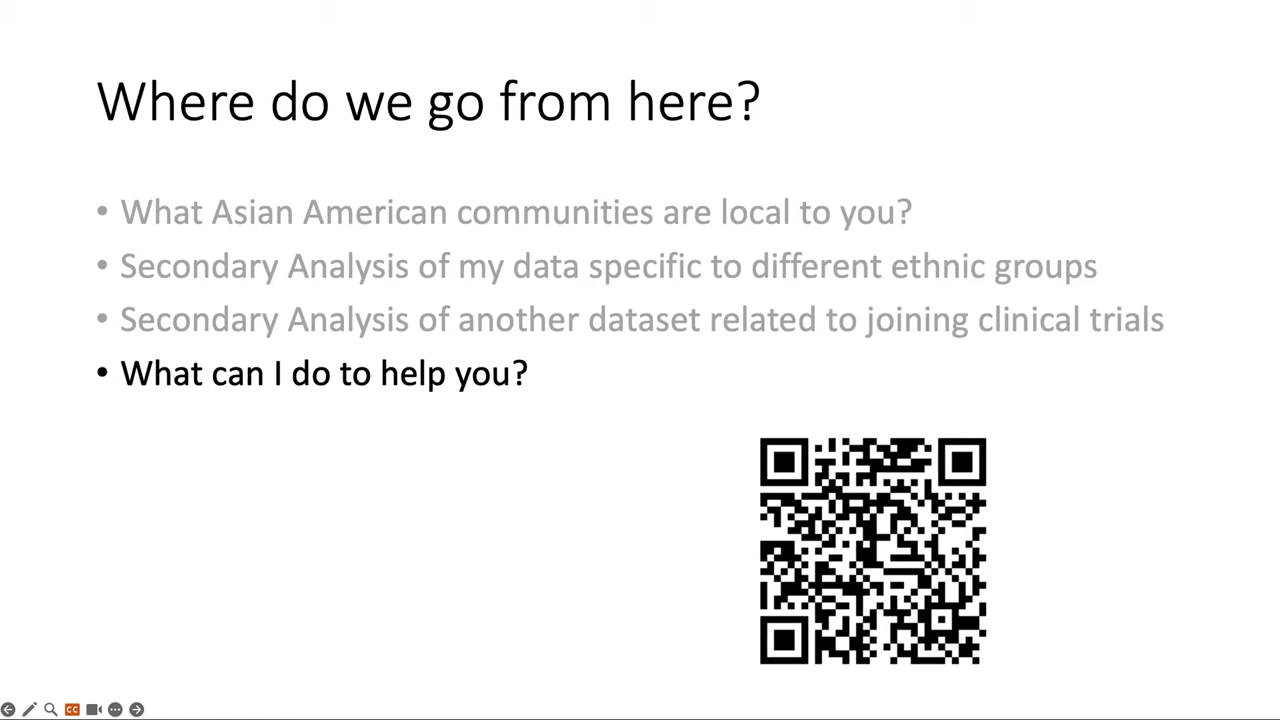 Where do we go from here?
• What Asian American communities are local to you?
• Secondary Analysis of my data specific to different ethnic groups
• Secondary Analysis of another dataset related to joining clinical trials
• What can I do to help you?
CC